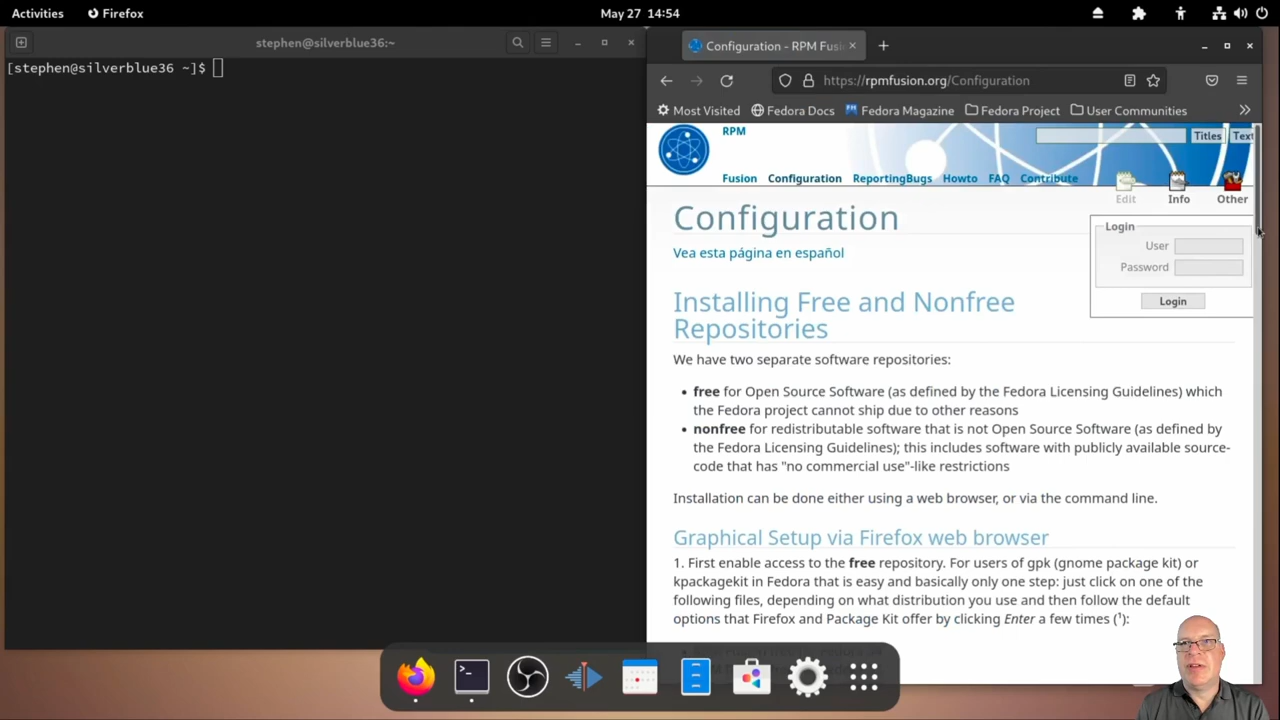 Activities
Firefox
May 27 14:54
stephen@silverblue36:~
[stephen@silverblue36 ~]$
Configuration - RPM Fusi
https://rpmfusion.org/Configuration
Most Visited
Fedora Docs
Fedora Magazine
Fedora Project
User Communities
RPM
Titles
Text
Fusion
Configuration
ReportingBugs
Howto
FAQ
Contribute
Edit
Info
Other
Configuration
Login
User
Password
Login
Vea esta página en español
Installing Free and Nonfree
Repositories
We have two separate software repositories:
• free for Open Source Software (as defined by the Fedora Licensing Guidelines) which
the Fedora project cannot ship due to other reasons
• nonfree for redistributable software that is not Open Source Software (as defined by
the Fedora Licensing Guidelines); this includes software with publicly available source-
code that has "no commercial use"-like restrictions
Installation can be done either using a web browser, or via the command line.
Graphical Setup via Firefox web browser
1. First enable access to the free repository. For users of gpk (gnome package kit) or
kpackagekit in Fedora that is easy and basically only one step: just click on one of the
following files, depending on what distribution you use and then follow the default
options that Firefox and Package Kit offer by clicking Enter a few times (¹):